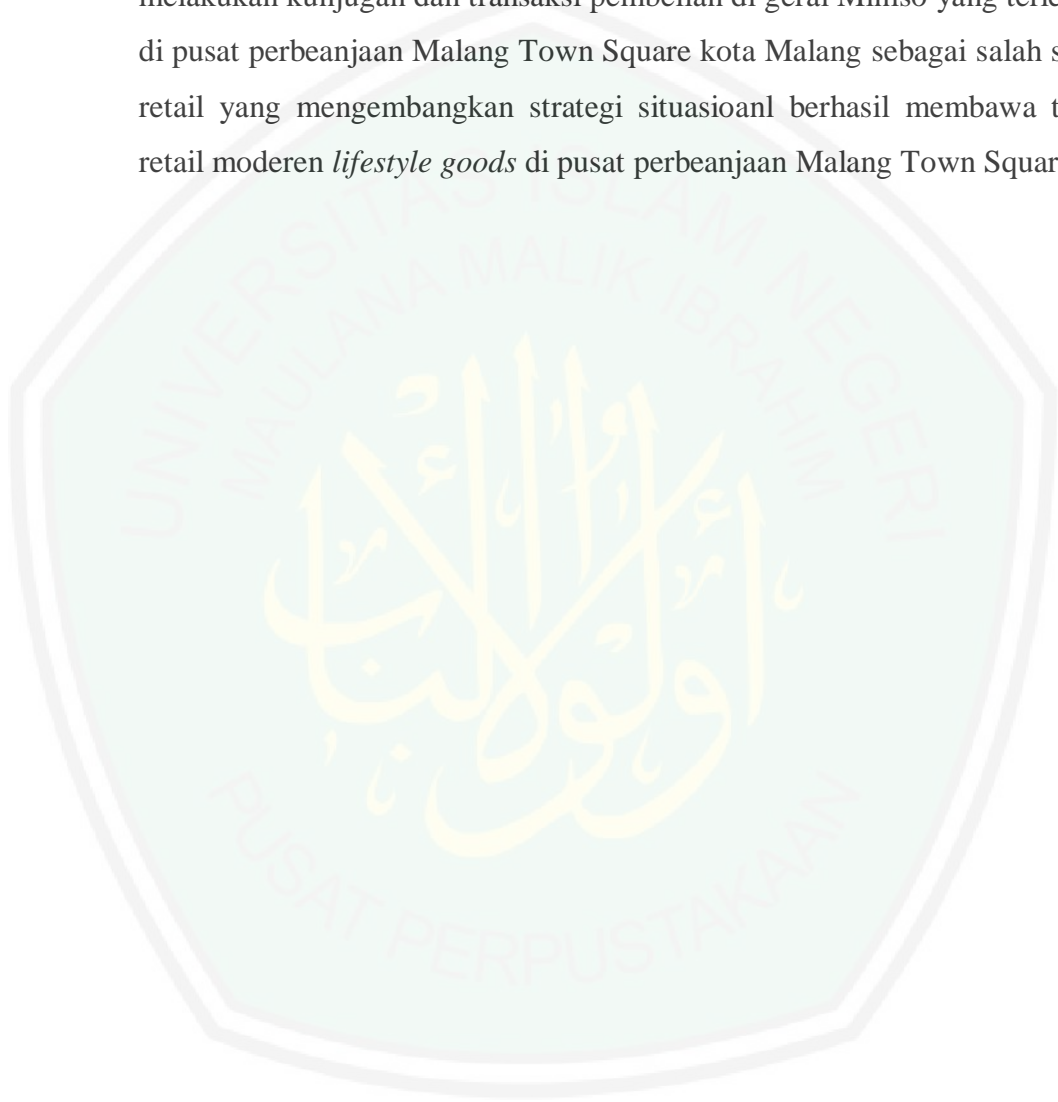 melakukan kunjugan dan transaksi pembelian di gerai Miniso yang
di pusat perbeanjaan Malang Town Square kota Malang sebagai salah
retail yang mengembangkan strategi situasioanl berhasil membawa
retail moderen lifestyle goods di pusat perbeanjaan Malang Town Squar
UNIVERSITAS ISLAM NEGERI
MAULANA MALIK IBRAHIM
PUSAT PERPUSTAKAAN